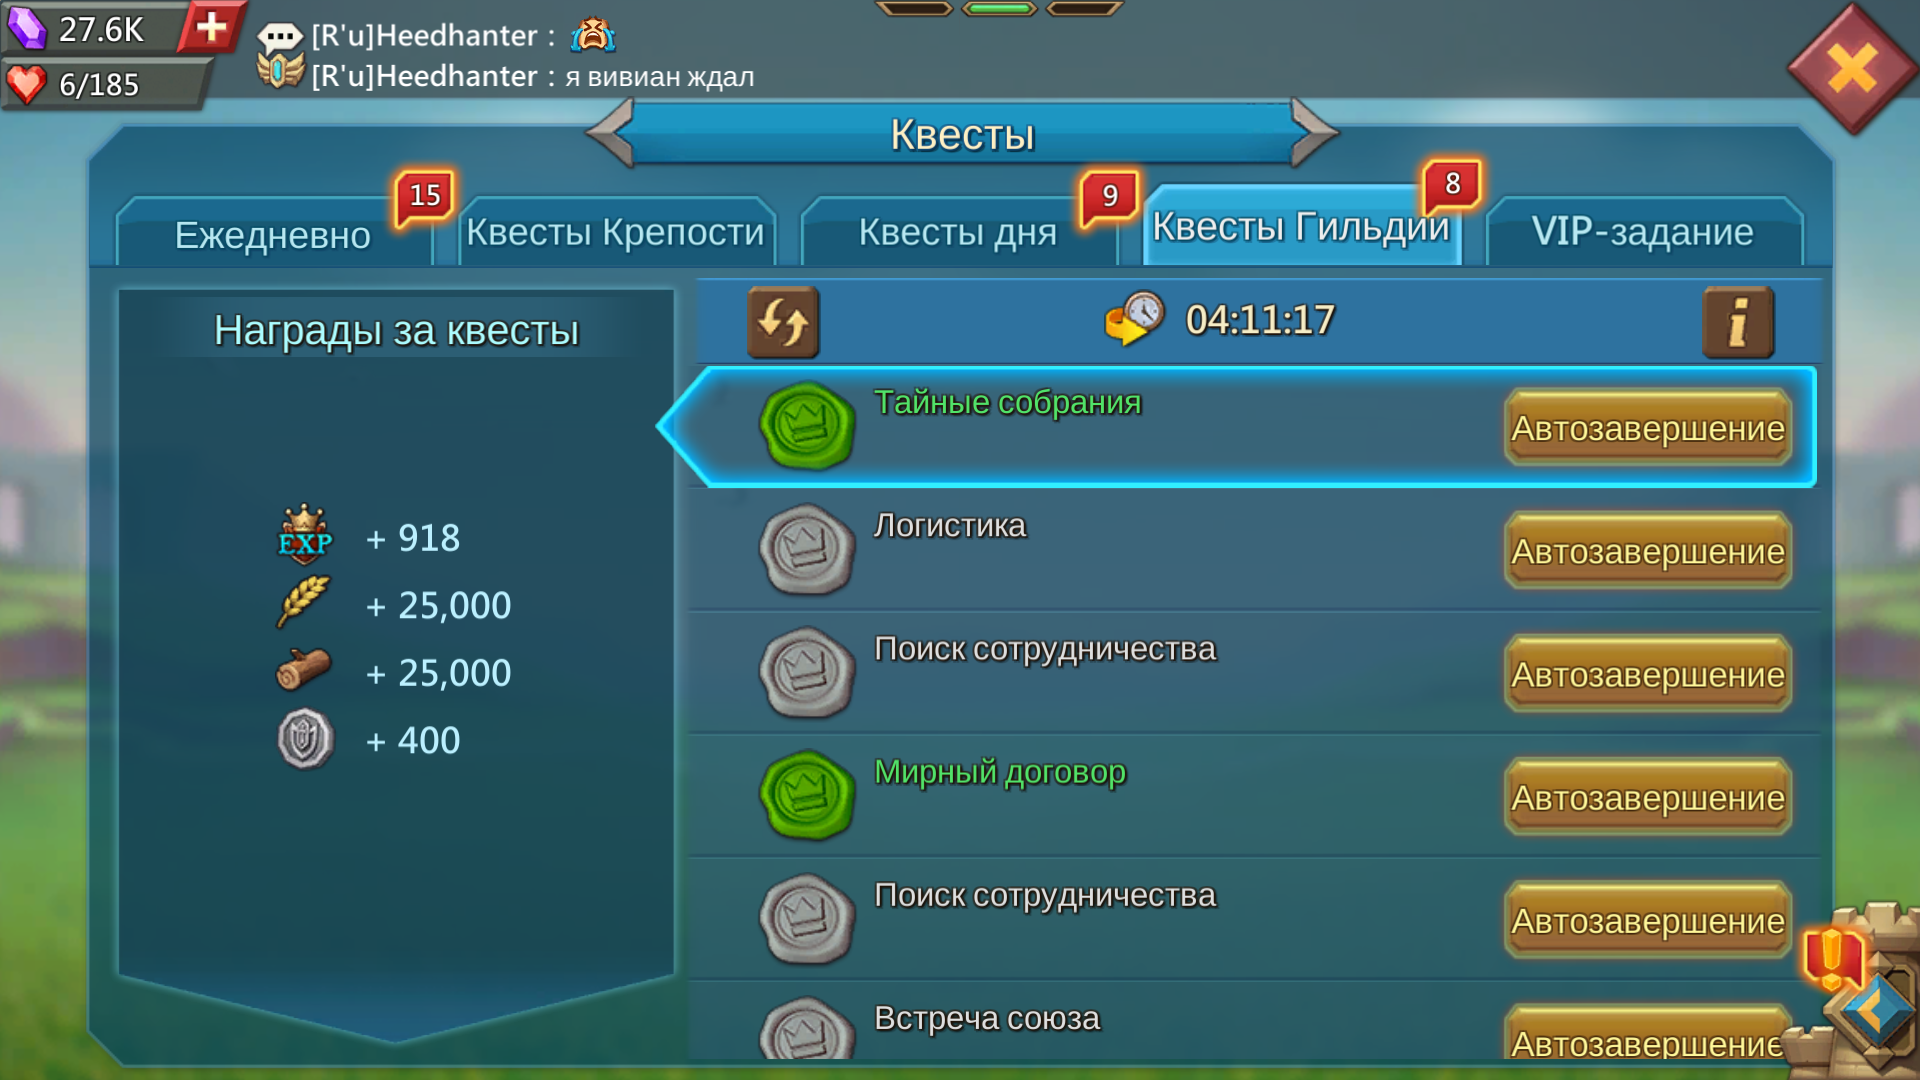 27.6K
6/185
[R'u]Heedhanter :
[R'u]Heedhanter : я вивиан ждал
Квесты
Ежедневно
15
Квесты Крепости
Квесты дня
9
Квесты Гильдии
8
VIP-задание
Награды за квесты
EXP + 918
+ 25,000
+ 25,000
+ 400
04:11:17
i
Тайные собрания
Автозавершение
Логистика
Автозавершение
Поиск сотрудничества
Автозавершение
Мирный договор
Автозавершение
Поиск сотрудничества
Автозавершение
Встреча союза
Автозавершение